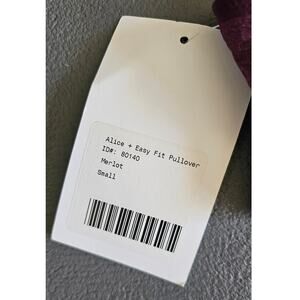 Alice + Easy Fit Pullover
ID#: 80140
Merlot
Small